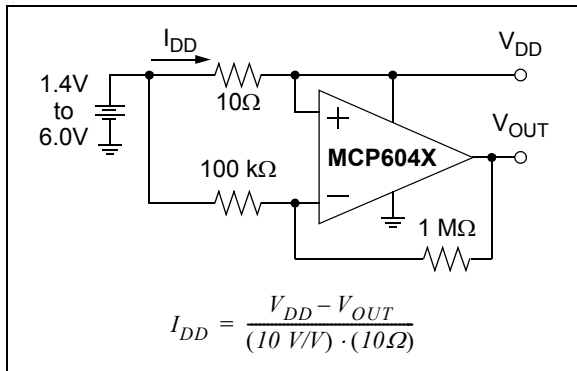 I_DD
V_DD
1.4V
to
6.0V
10Ω
V_OUT
MCP604X
100 kΩ
1 MΩ
I_DD = (V_DD – V_OUT) / ((10 V/V) · (10Ω))